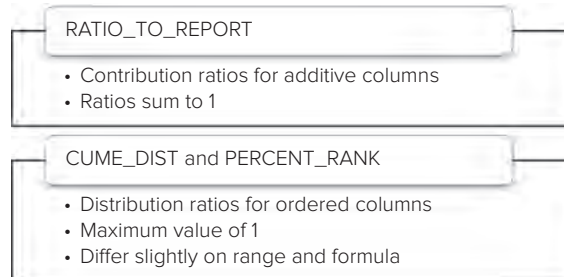 RATIO_TO_REPORT
• Contribution ratios for additive columns
• Ratios sum to 1
CUME_DIST and PERCENT_RANK
• Distribution ratios for ordered columns
• Maximum value of 1
• Differ slightly on range and formula